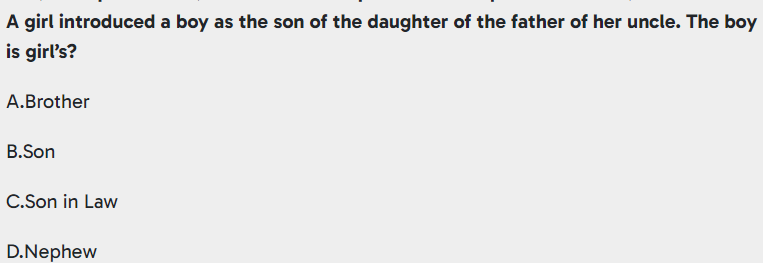 A girl introduced a boy as the son of the daughter of the father of her uncle. The boy
is girl’s?
A.Brother
B.Son
C.Son in Law
D.Nephew